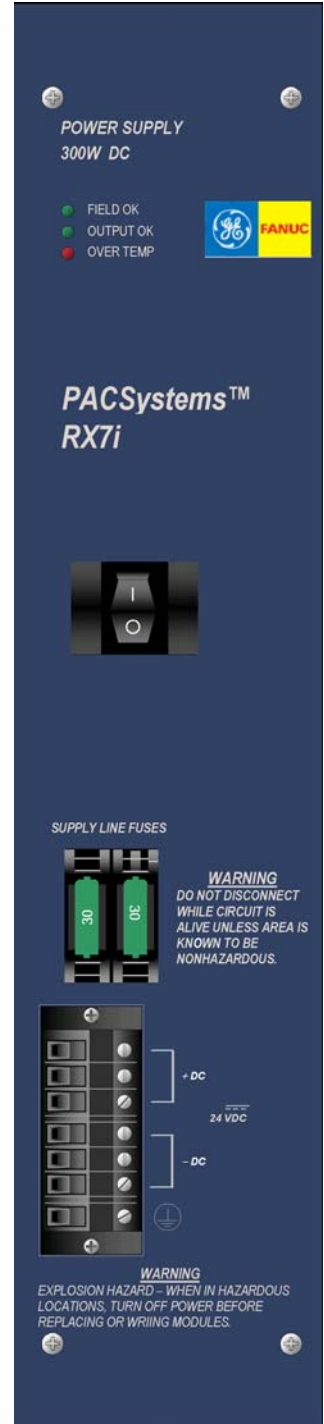 POWER SUPPLY
300W DC
FIELD OK
OUTPUT OK
OVER TEMP
GE
FANUC
PACSystems™
RX7i
I
O
SUPPLY LINE FUSES
30
30
WARNING
DO NOT DISCONNECT
WHILE CIRCUIT IS
ALIVE UNLESS AREA IS
KNOWN TO BE
NONHAZARDOUS.
+ DC
24 VDC
– DC
WARNING
EXPLOSION HAZARD – WHEN IN HAZARDOUS
LOCATIONS, TURN OFF POWER BEFORE
REPLACING OR WRIING MODULES.